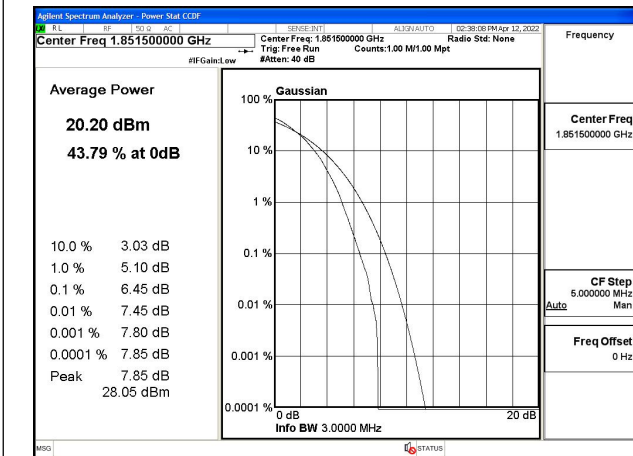 Agilent Spectrum Analyzer - Power Stat CCDF
LXI RL RF 50 Ω AC SENSE:INT ALIGN AUTO 02:38:08 PM Apr 12, 2022
Center Freq 1.851500000 GHz
#IFGain:Low
Center Freq: 1.851500000 GHz Radio Std: None
Trig: Free Run Counts:1.00 M/1.00 Mpt
#Atten: 40 dB
Frequency
Average Power
20.20 dBm
43.79 % at 0dB
10.0 % 3.03 dB
1.0 % 5.10 dB
0.1 % 6.45 dB
0.01 % 7.45 dB
0.001 % 7.80 dB
0.0001 % 7.85 dB
Peak 7.85 dB
28.05 dBm
Gaussian
100 %
10 %
1 %
0.1 %
0.01 %
0.001 %
0.0001 %
0 dB 20 dB
Info BW 3.0000 MHz
Center Freq
1.851500000 GHz
CF Step
5.000000 MHz
Auto Man
Freq Offset
0 Hz
MSG STATUS